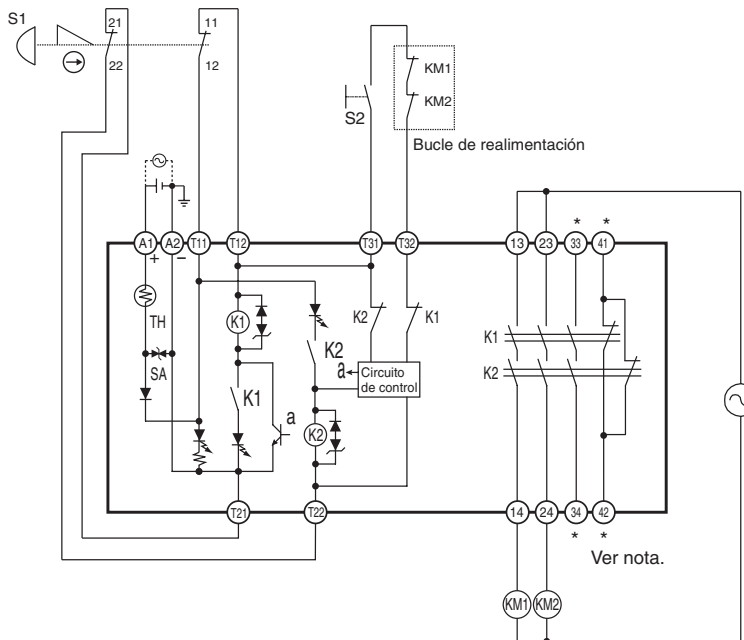 S1
21
11
22
12
KM1
KM2
S2
Bucle de realimentación
A1
A2
T11
T12
T31
T32
13
23
33
41
*
*
+
−
TH
SA
K1
K1
a
K2
K2
K2
K1
a
Circuito
de control
K1
K2
T21
T22
14
24
34
42
*
*
Ver nota.
KM1
KM2